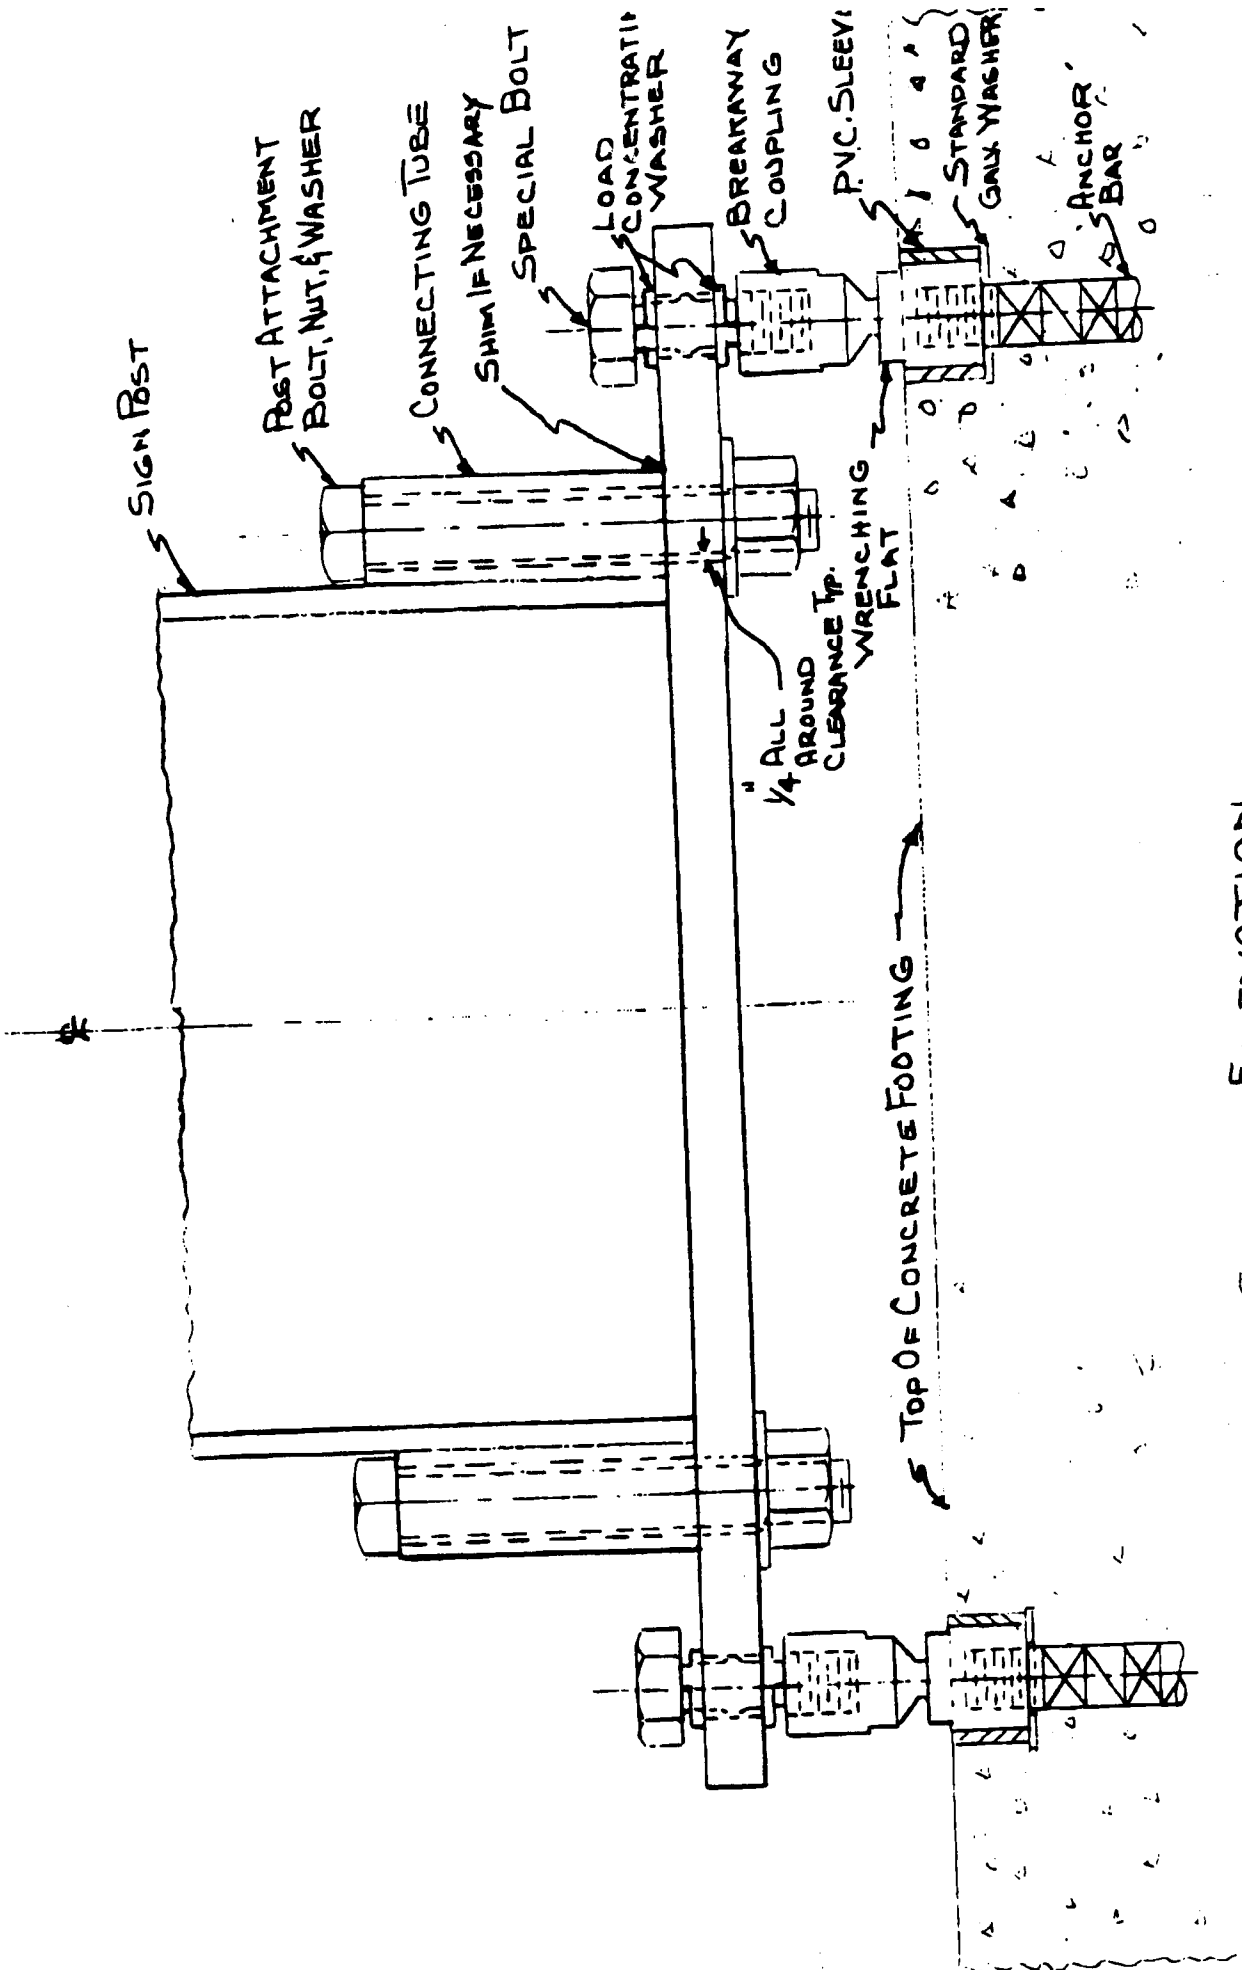 SIGN POST
POST ATTACHMENT
BOLT, NUT, & WASHER
CONNECTING TUBE
SHIM IF NECESSARY
SPECIAL BOLT
LOAD
CONCENTRATI
WASHER
BREAKAWAY
COUPLING
P.V.C. SLEEV
STANDARD
GALV. WASHER
ANCHOR
BAR
1/4" ALL
AROUND
CLEARANCE TYP.
WRENCHING
FLAT
TOP OF CONCRETE FOOTING